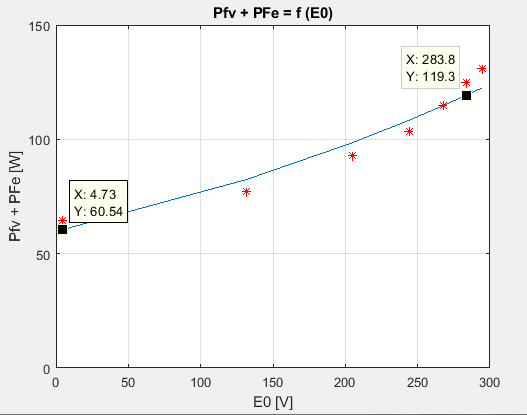 Pfv + PFe = f (E0)
150
X: 283.8
Y: 119.3
100
X: 4.73
Y: 60.54
Pfv + PFe [W]
50
0
0
50
100
150
200
250
300
E0 [V]